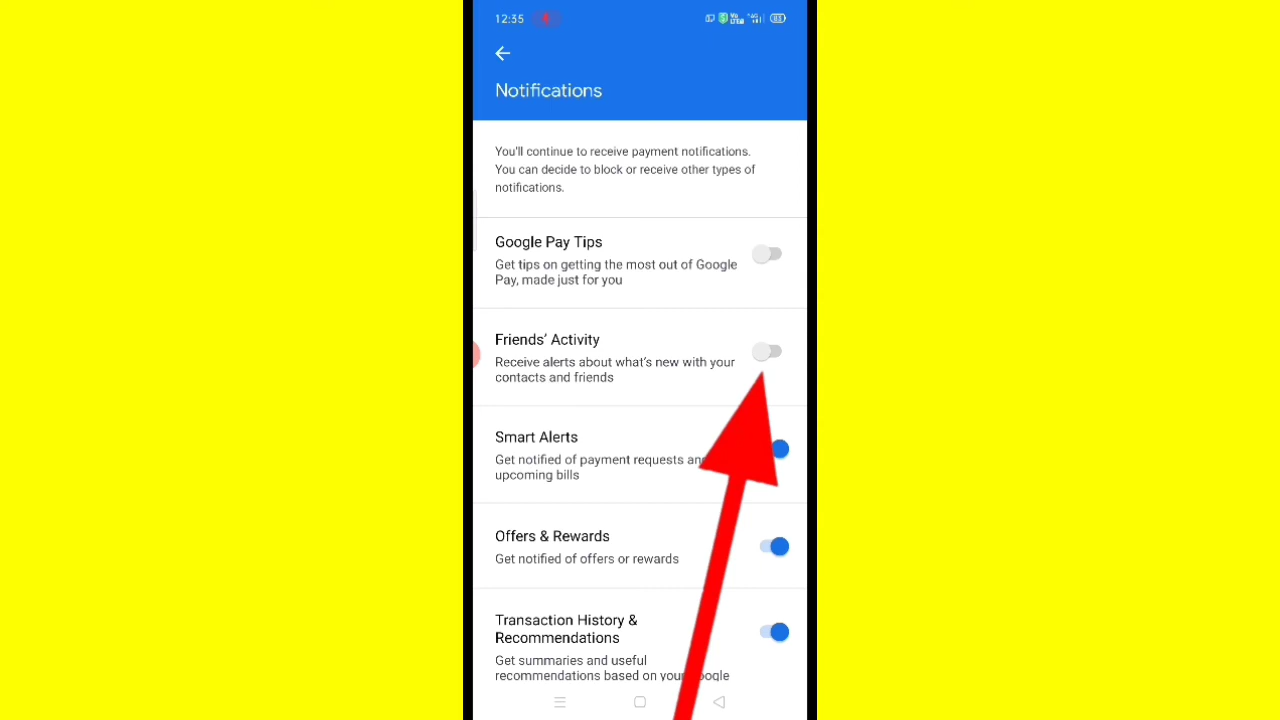 12:35
Notifications
You'll continue to receive payment notifications.
You can decide to block or receive other types of
notifications.
Google Pay Tips
Get tips on getting the most out of Google
Pay, made just for you
Friends' Activity
Receive alerts about what's new with your
contacts and friends
Smart Alerts
Get notified of payment requests
upcoming bills
Offers & Rewards
Get notified of offers or rewards
Transaction History &
Recommendations
Get summaries and useful
recommendations based on